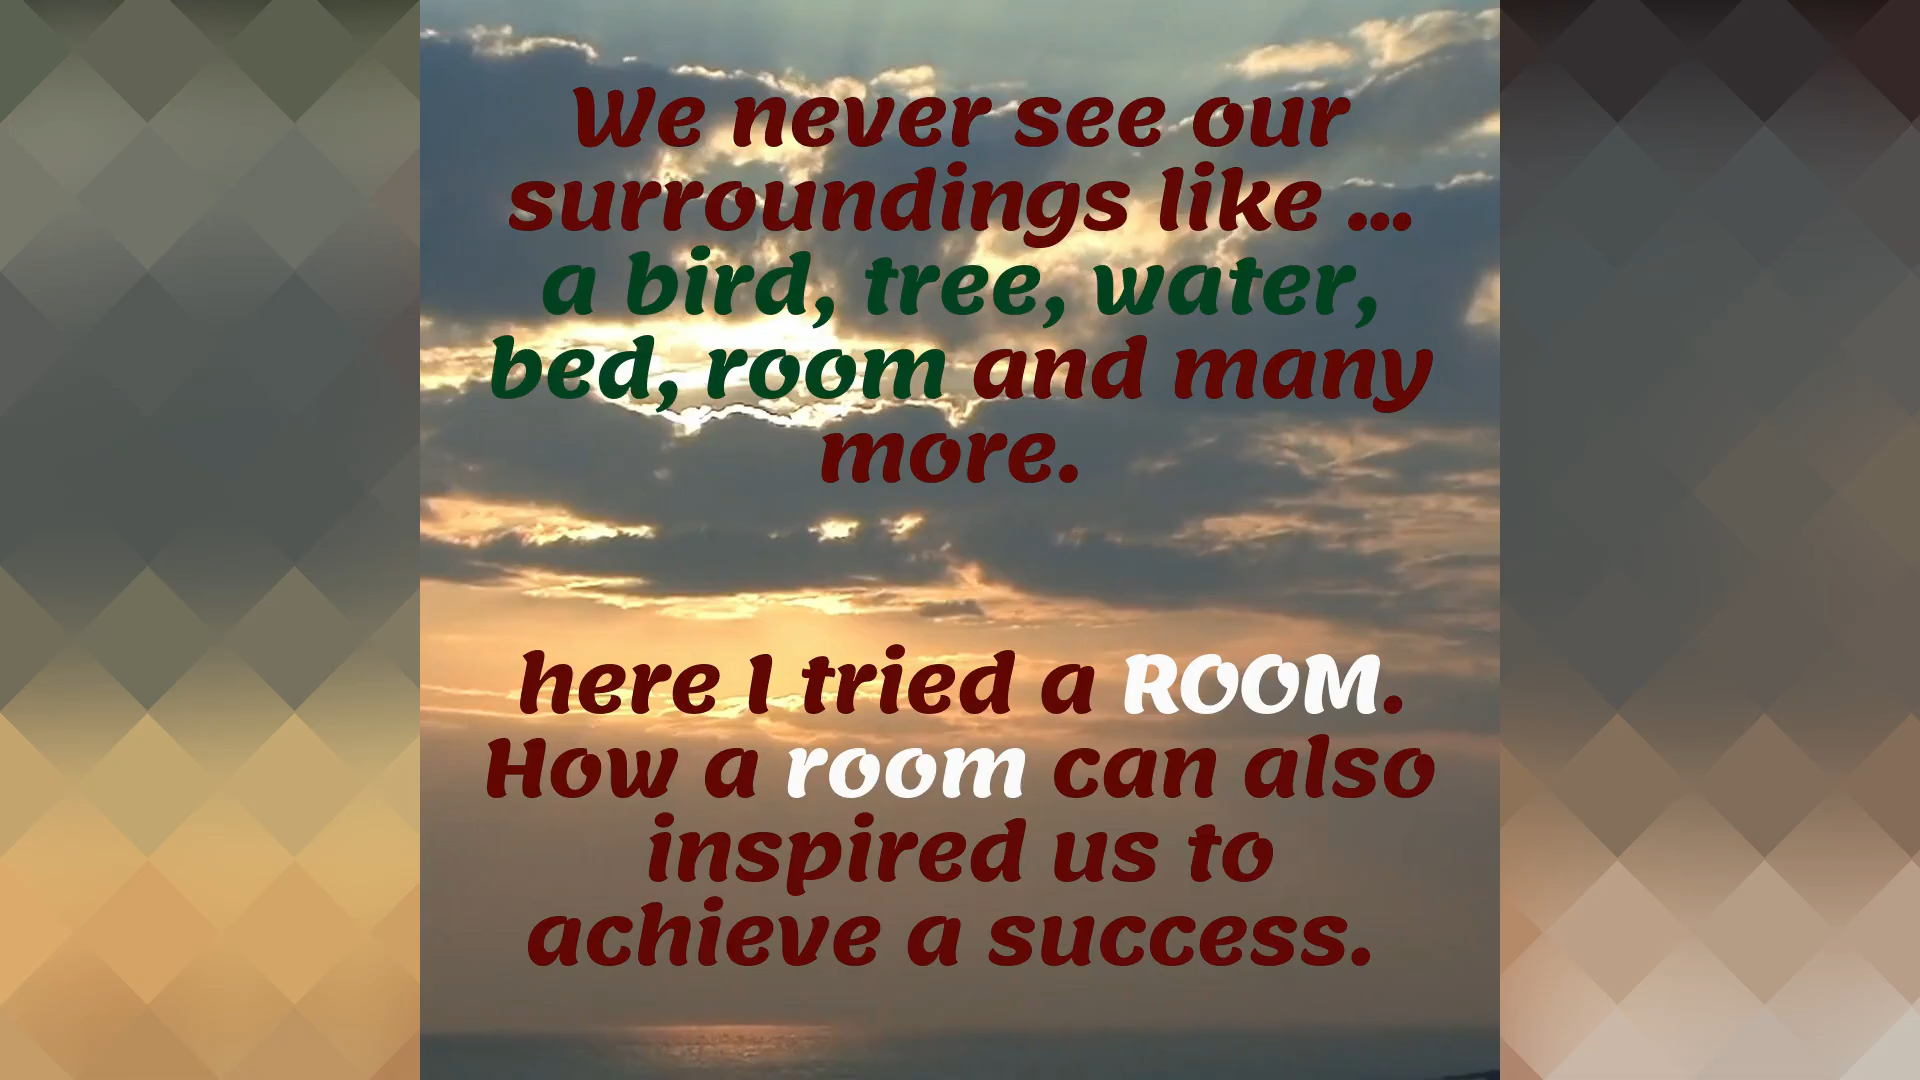 We never see our
surroundings like ...
a bird, tree, water,
bed, room and many
more.
here I tried a ROOM.
How a room can also
inspired us to
achieve a success.